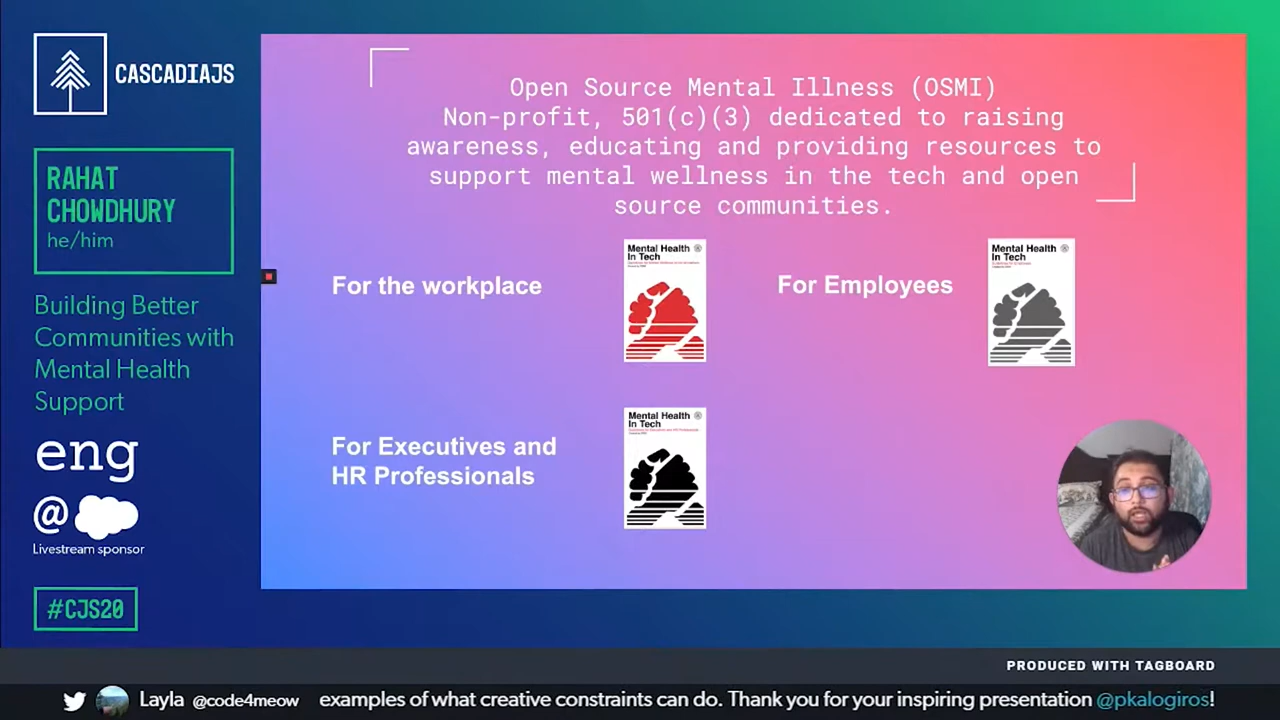 CASCADIAJS
RAHAT
CHOWDHURY
he/him
Building Better
Communities with
Mental Health
Support
eng
@
Livestream sponsor
#CJS20
Open Source Mental Illness (OSMI)
Non-profit, 501(c)(3) dedicated to raising
awareness, educating and providing resources to
support mental wellness in the tech and open
source communities.
For the workplace
Mental Health
In Tech
For Employees
Mental Health
In Tech
For Executives and
HR Professionals
Mental Health
In Tech
PRODUCED WITH TAGBOARD
Layla @code4meow examples of what creative constraints can do. Thank you for your inspiring presentation @pkalogiros!